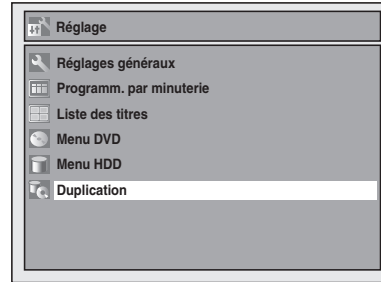 Réglage
Réglages généraux
Programm. par minuterie
Liste des titres
Menu DVD
Menu HDD
Duplication